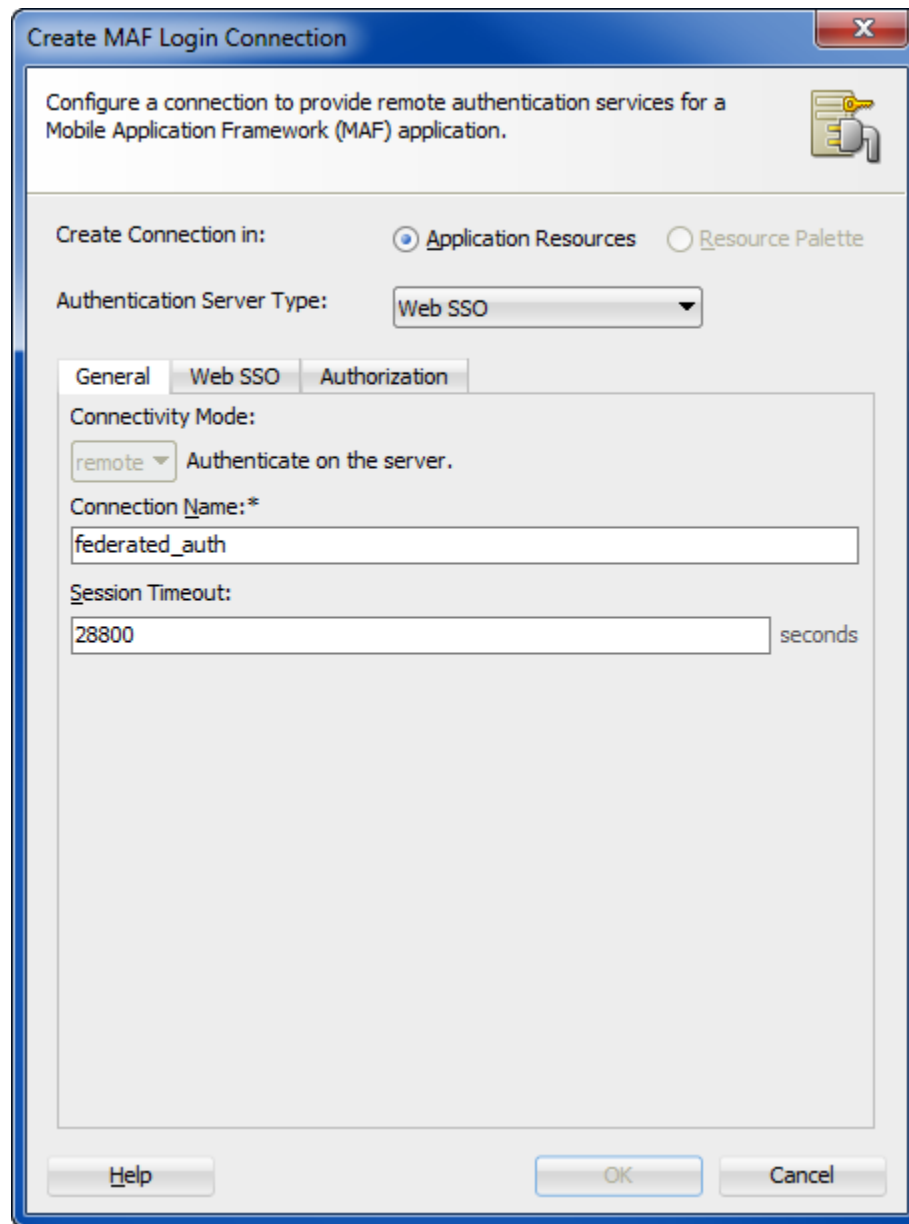 Create MAF Login Connection
Configure a connection to provide remote authentication services for a
Mobile Application Framework (MAF) application.
Create Connection in: Application Resources Resource Palette
Authentication Server Type: Web SSO
General Web SSO Authorization
Connectivity Mode:
remote Authenticate on the server.
Connection Name:*
federated_auth
Session Timeout:
28800 seconds
Help OK Cancel